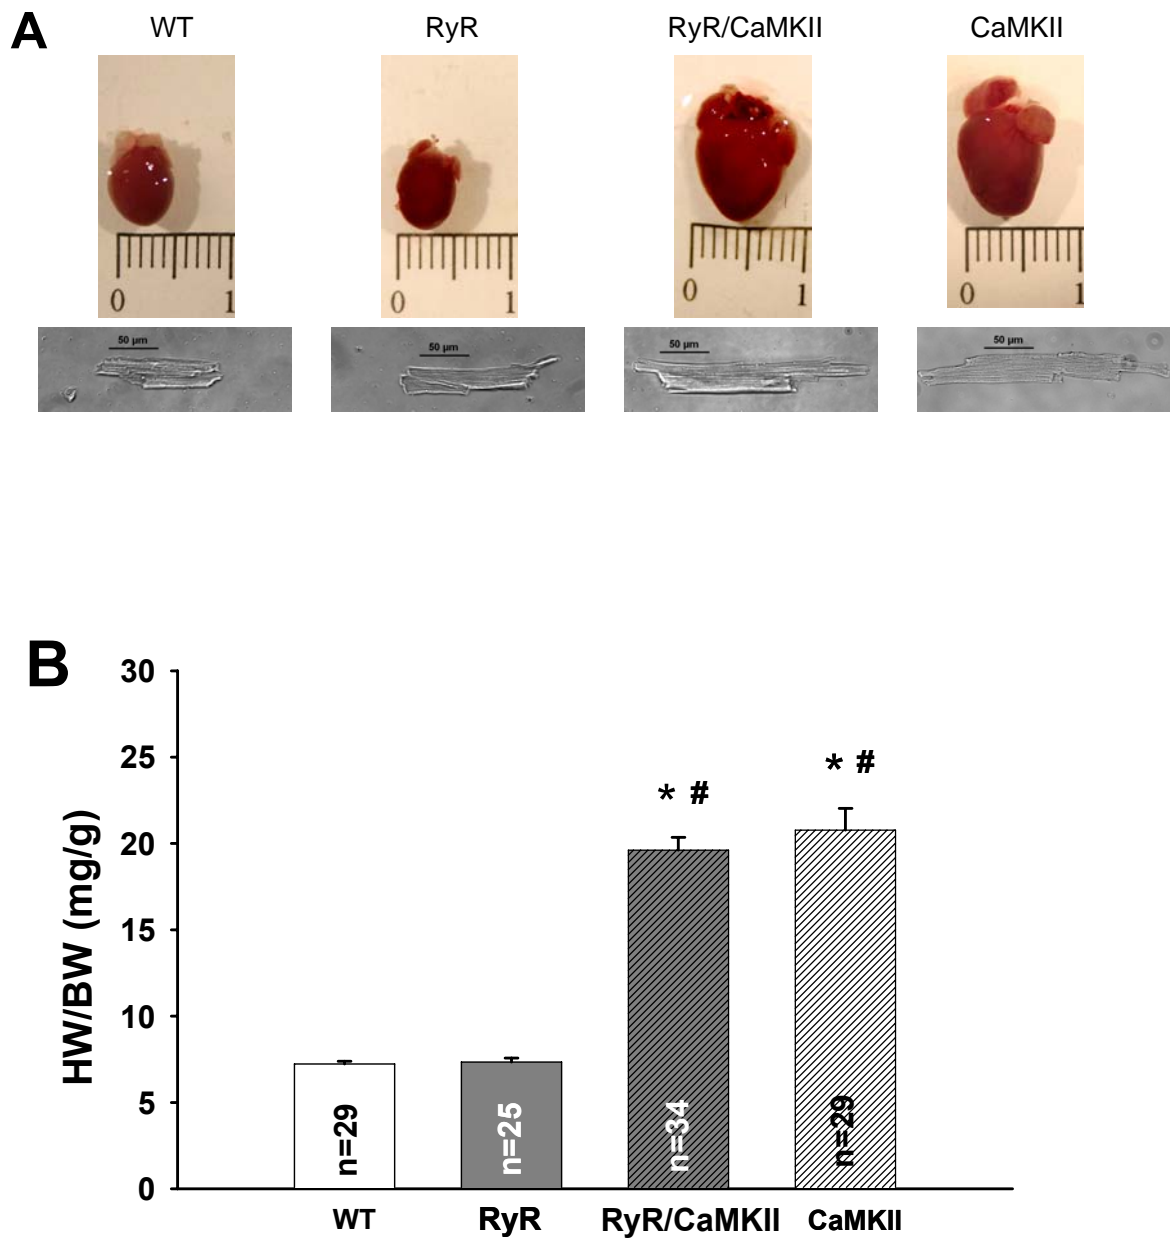 A
WT RyR RyR/CaMKII CaMKII
0 1 0 1 0 1 0 1
50 µm 50 µm 50 µm 50 µm
B
30
25
20
15
10
5
0
HW/BW (mg/g)
* # * #
n=29 n=25 n=34 n=29
WT RyR RyR/CaMKII CaMKII